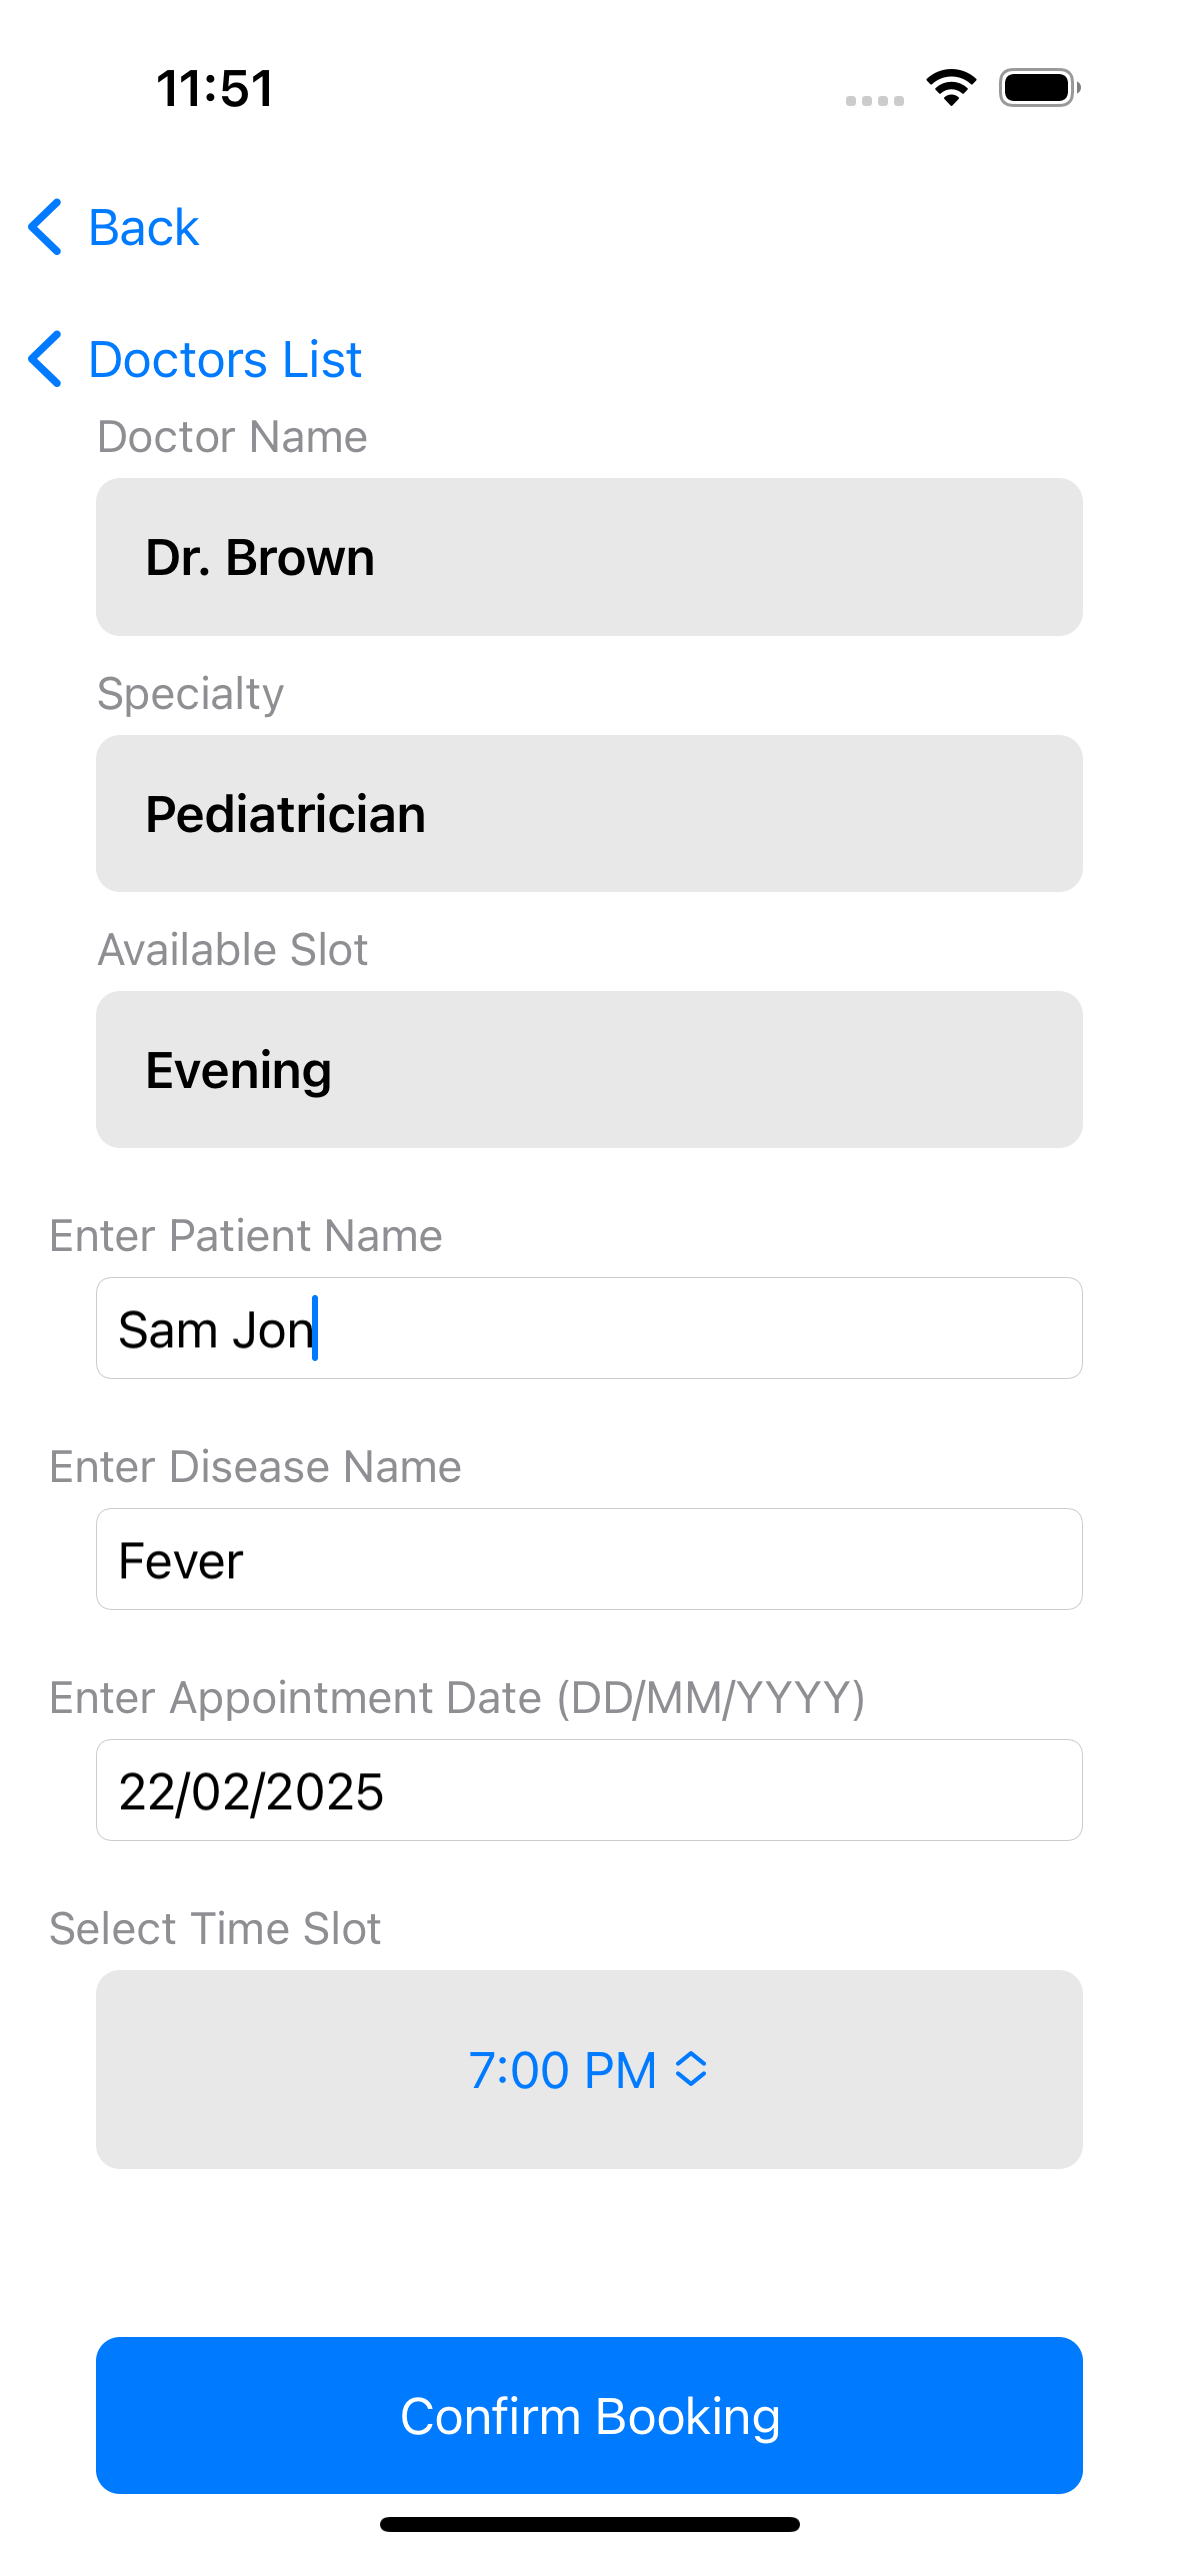 11:51
Back
Doctors List
Doctor Name
Dr. Brown
Specialty
Pediatrician
Available Slot
Evening
Enter Patient Name
Sam Jon
Enter Disease Name
Fever
Enter Appointment Date (DD/MM/YYYY)
22/02/2025
Select Time Slot
7:00 PM
Confirm Booking